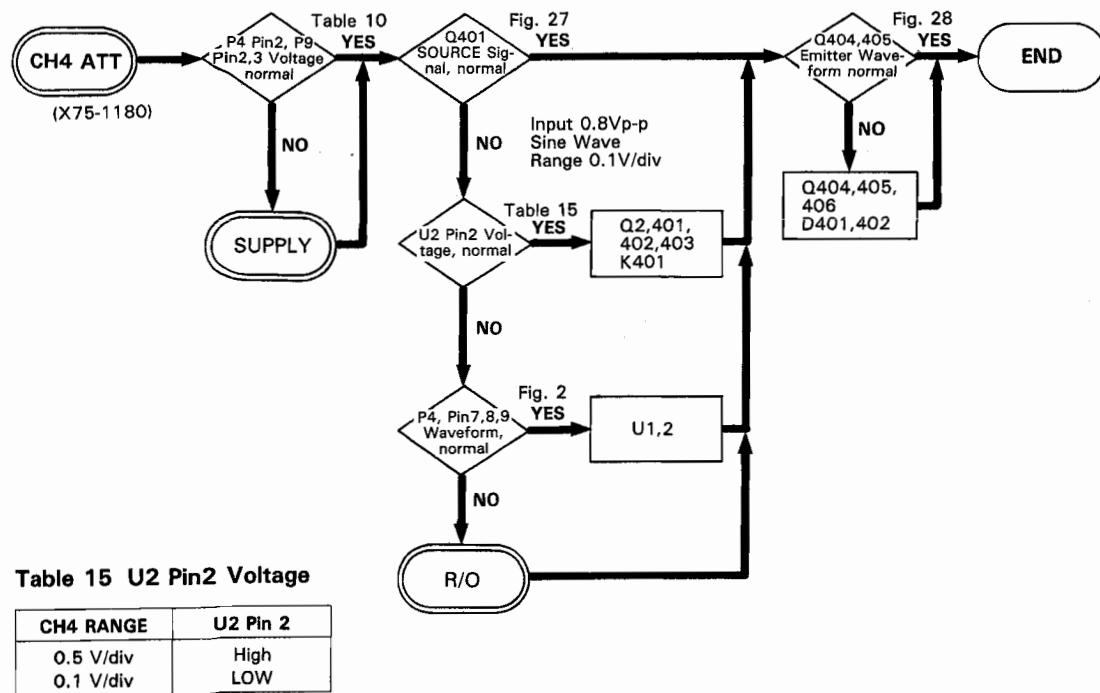 CH4 ATT
(X75-1180)
P4 Pin2, P9
Pin2,3 Voltage
normal
Table 10
YES
NO
SUPPLY
Q401
SOURCE Sig-
nal, normal
Fig. 27
YES
NO
Input 0.8Vp-p
Sine Wave
Range 0.1V/div
U2 Pin2 Vol-
tage, normal
Table 15
YES
Q2,401,
402,403
K401
NO
P4, Pin7,8,9
Waveform,
normal
Fig. 2
YES
U1,2
NO
R/O
Q404,405
Emitter Wave-
form normal
Fig. 28
YES
NO
Q404,405,
406
D401,402
END
Table 15 U2 Pin2 Voltage
CH4 RANGE U2 Pin 2
0.5 V/div High
0.1 V/div LOW